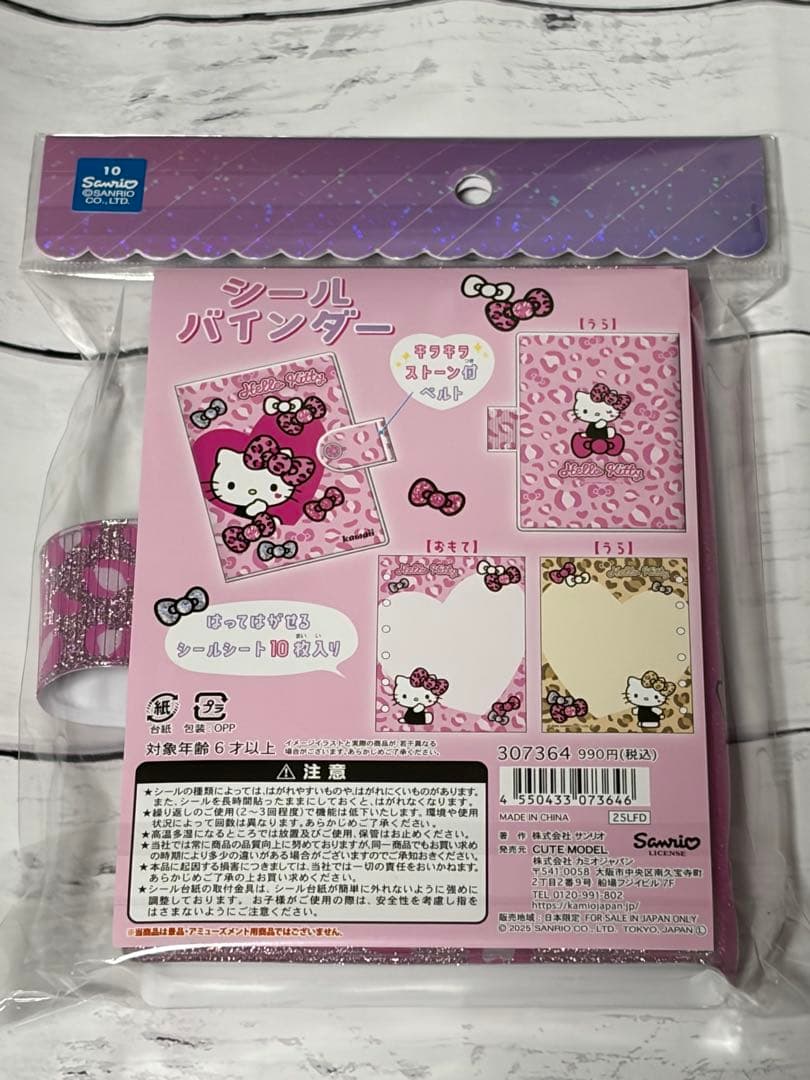 10
Sanrio
©SANRIO
CO., LTD.
シール
バインダー
キラキラ
ストーン付
つき
ベルト
【うら】
Hello Kitty
Hello Kitty
kawaii
【おもて】
【うら】
Hello Kitty
Hello Kitty
はってはがせる
シールシート10枚入り
まい い
紙
台紙
プラ
包装：OPP
対象年齢6才以上
イメージイラストと実際の商品が、若干異なる
場合がございます。あらかじめご了承ください。
307364 990円(税込)
4 550433 073646
MAKE IN CHINA
25LFD
⚠ 注意
★シールの種類によっては、はがれやすいものや、はがれにくいものがあります。
また、シールを長時間貼ったままにしておくと、はがれなくなります。
★繰り返しのご使用(2〜3回程度)で機能は低下いたします。環境や使用
状況によって回数は異なります。あらかじめご了承ください。
★高温多湿になるところでは放置及びご使用、保管はお止めください。
★当社では常に商品の品質向上に努めておりますが、同一商品でもお買い求め
の時期により多少の違いがある場合がございますのでご了承ください。
★本品に起因する損害につきましては、当社では一切の責任をおいかねます。
あらかじめご了承の上お買い求めください。
★シール台紙の取付台具は、シール台紙が簡単に外れないように強めに
調整しております。 お子様がご使用の際は、安全性を考慮し指を
はさまないようにご注意ください。
※当商品は景品・アミューズメント用商品ではございません。
著 作 株式会社 サンリオ
発売元 CUTE MODEL
株式会社 カミオジャパン
〒541-0058 大阪市中央区南久宝寺町
2丁目2番9号 船場フジイビル7F
TEL 0120-991-802
https://kamiojapan.jp/
Sanrio
LICENSE
販売地域：日本限定 FOR SALE IN JAPAN ONLY
© 2025 SANRIO CO., LTD. TOKYO, JAPAN Ⓛ